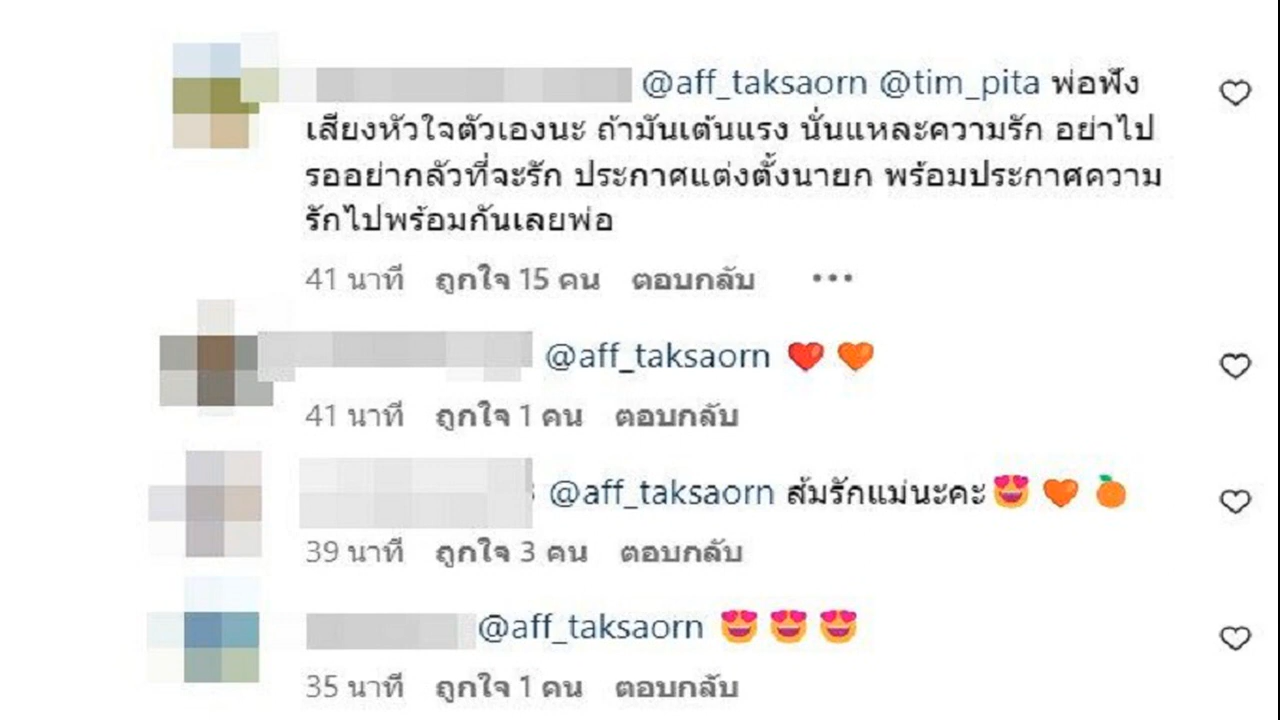 @aff_taksaorn @tim_pita พ่อฟัง
เสียงหัวใจตัวเองนะ ถ้ามันเต้นแรง นั่นแหละความรัก อย่าไป
รออย่ากลัวที่จะรัก ประกาศแต่งตั้งนายก พร้อมประกาศความ
รักไปพร้อมกันเลยพ่อ
41 นาที ถูกใจ 15 คน ตอบกลับ ...
@aff_taksaorn ❤️ 🧡
41 นาที ถูกใจ 1 คน ตอบกลับ
@aff_taksaorn ส้มรักแม่นะคะ😍 🧡 🍊
39 นาที ถูกใจ 3 คน ตอบกลับ
@aff_taksaorn 😍 😍 😍
35 นาที ถูกใจ 1 คน ตอบกลับ